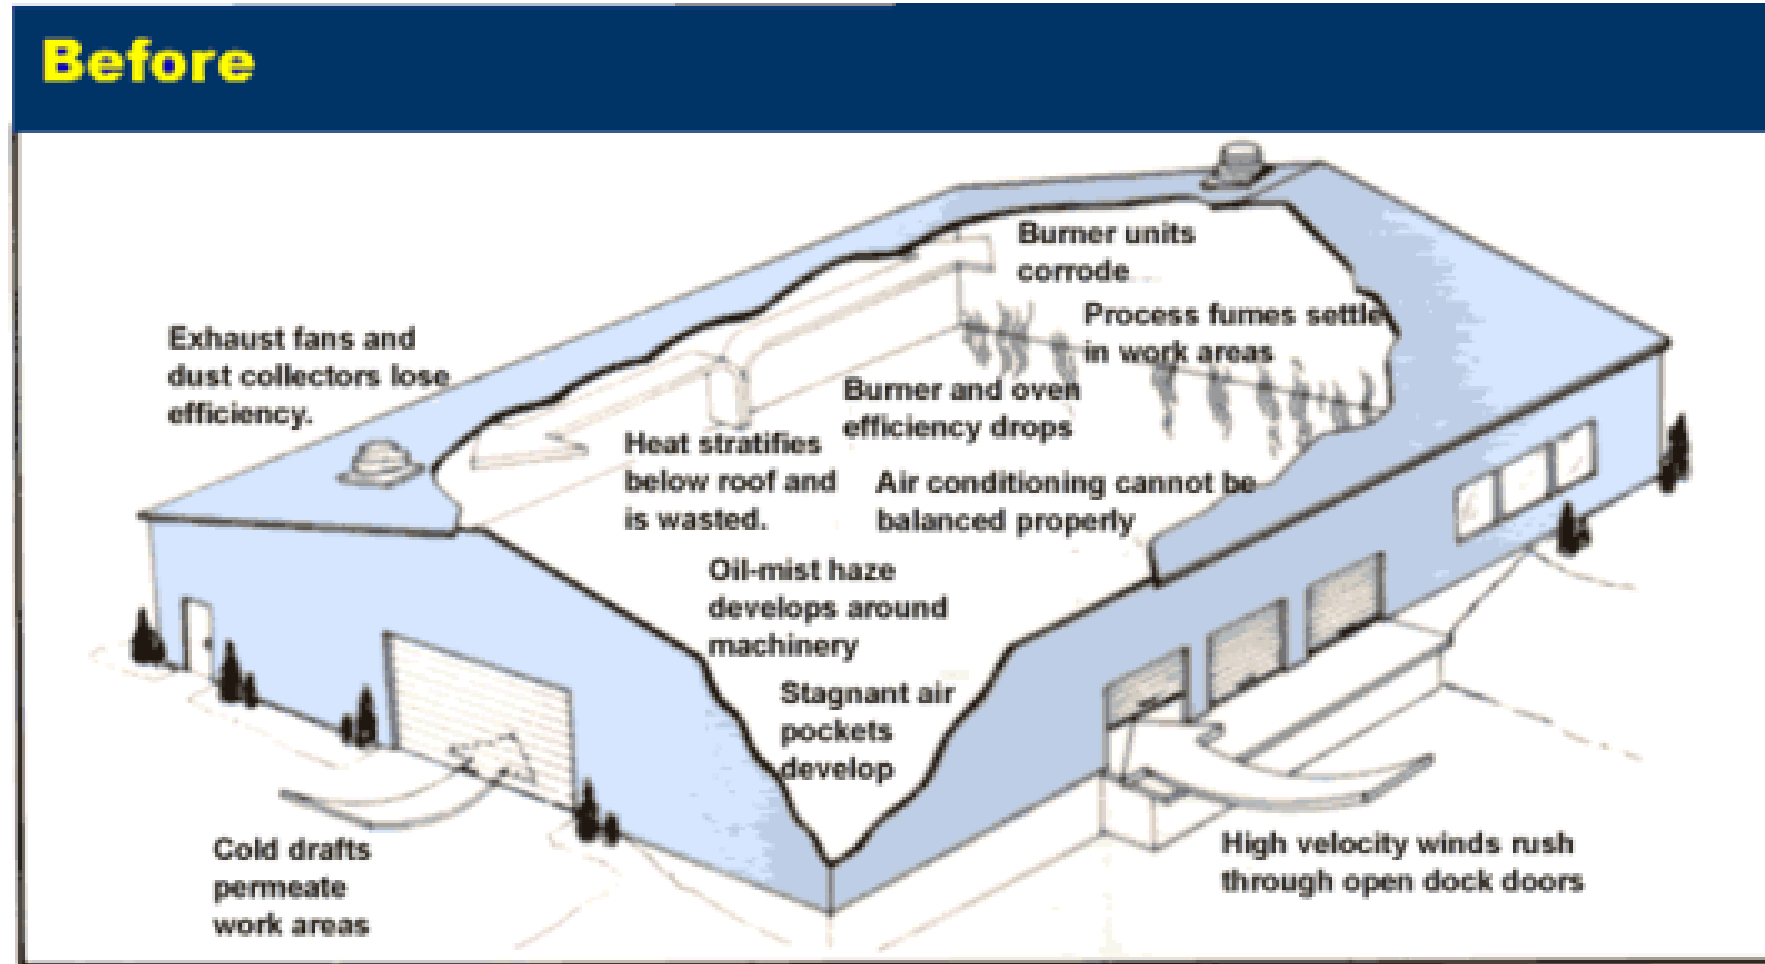 Before
Burner units
corrode
Process fumes settle
in work areas
Exhaust fans and
dust collectors lose
efficiency.
Burner and oven
efficiency drops
Heat stratifies
below roof and
is wasted.
Air conditioning cannot be
balanced properly
Oil-mist haze
develops around
machinery
Stagnant air
pockets
develop
Cold drafts
permeate
work areas
High velocity winds rush
through open dock doors